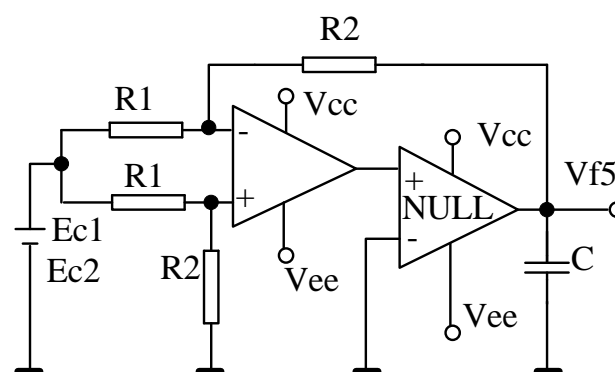 R2
R1
Vcc
-
Vcc
R1
Vf5
+
+
NULL
Ec1
-
Ec2
R2
Vee
C
Vee